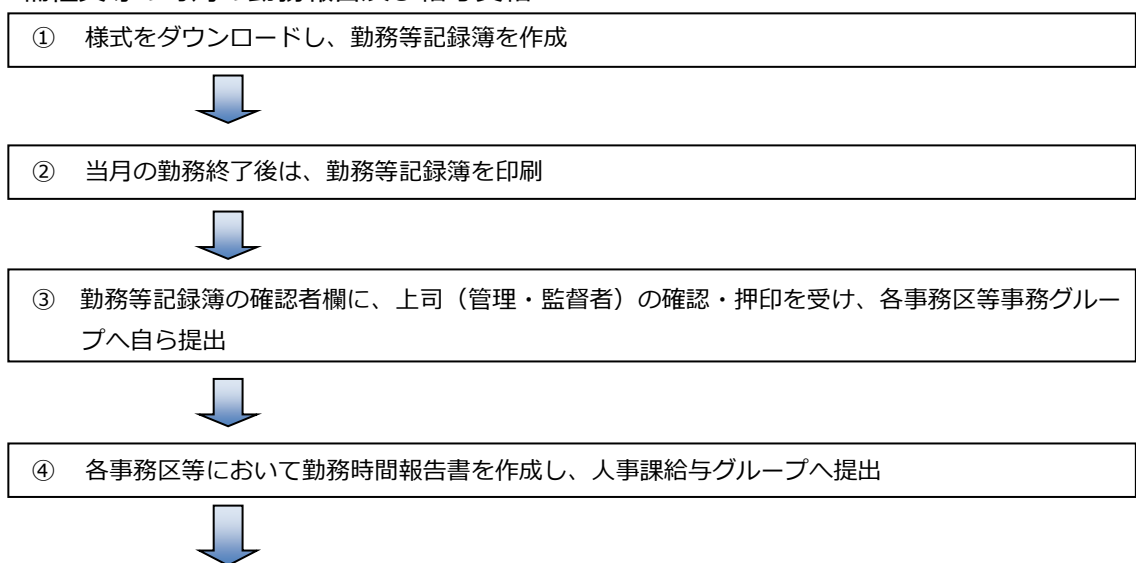 ① 様式をダウンロードし、勤務等記録簿を作成
② 当月の勤務終了後は、勤務等記録簿を印刷
③ 勤務等記録簿の確認者欄に、上司（管理・監督者）の確認・押印を受け、各事務区等事務グルー
プへ自ら提出
④ 各事務区等において勤務時間報告書を作成し、人事課給与グループへ提出